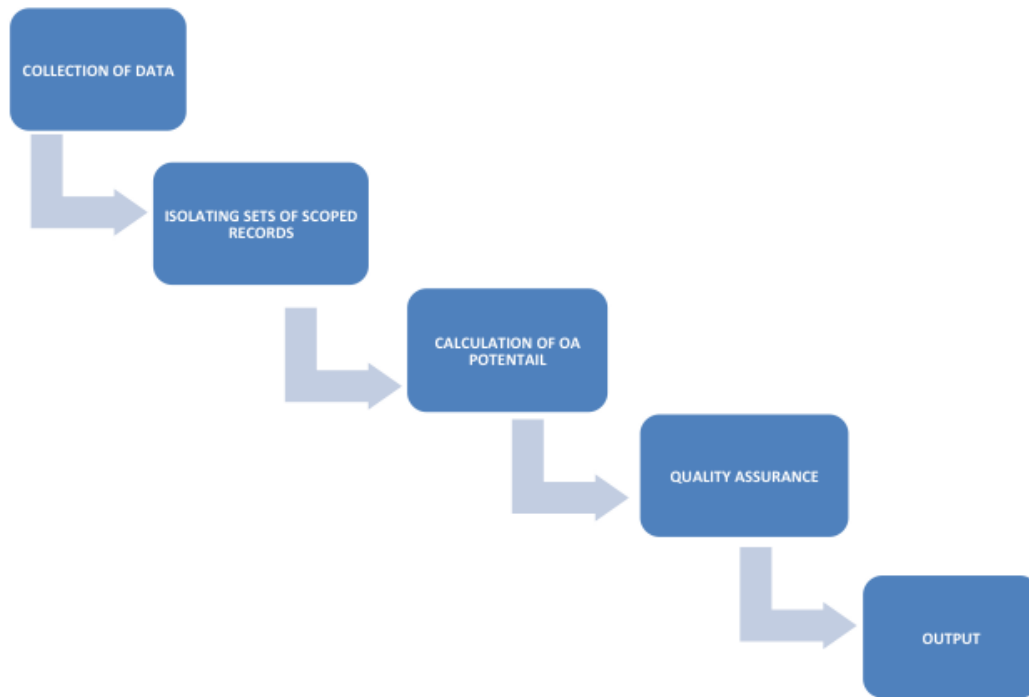 COLLECTION OF DATA
ISOLATING SETS OF SCOPED
RECORDS
CALCULATION OF OA
POTENTAIL
QUALITY ASSURANCE
OUTPUT